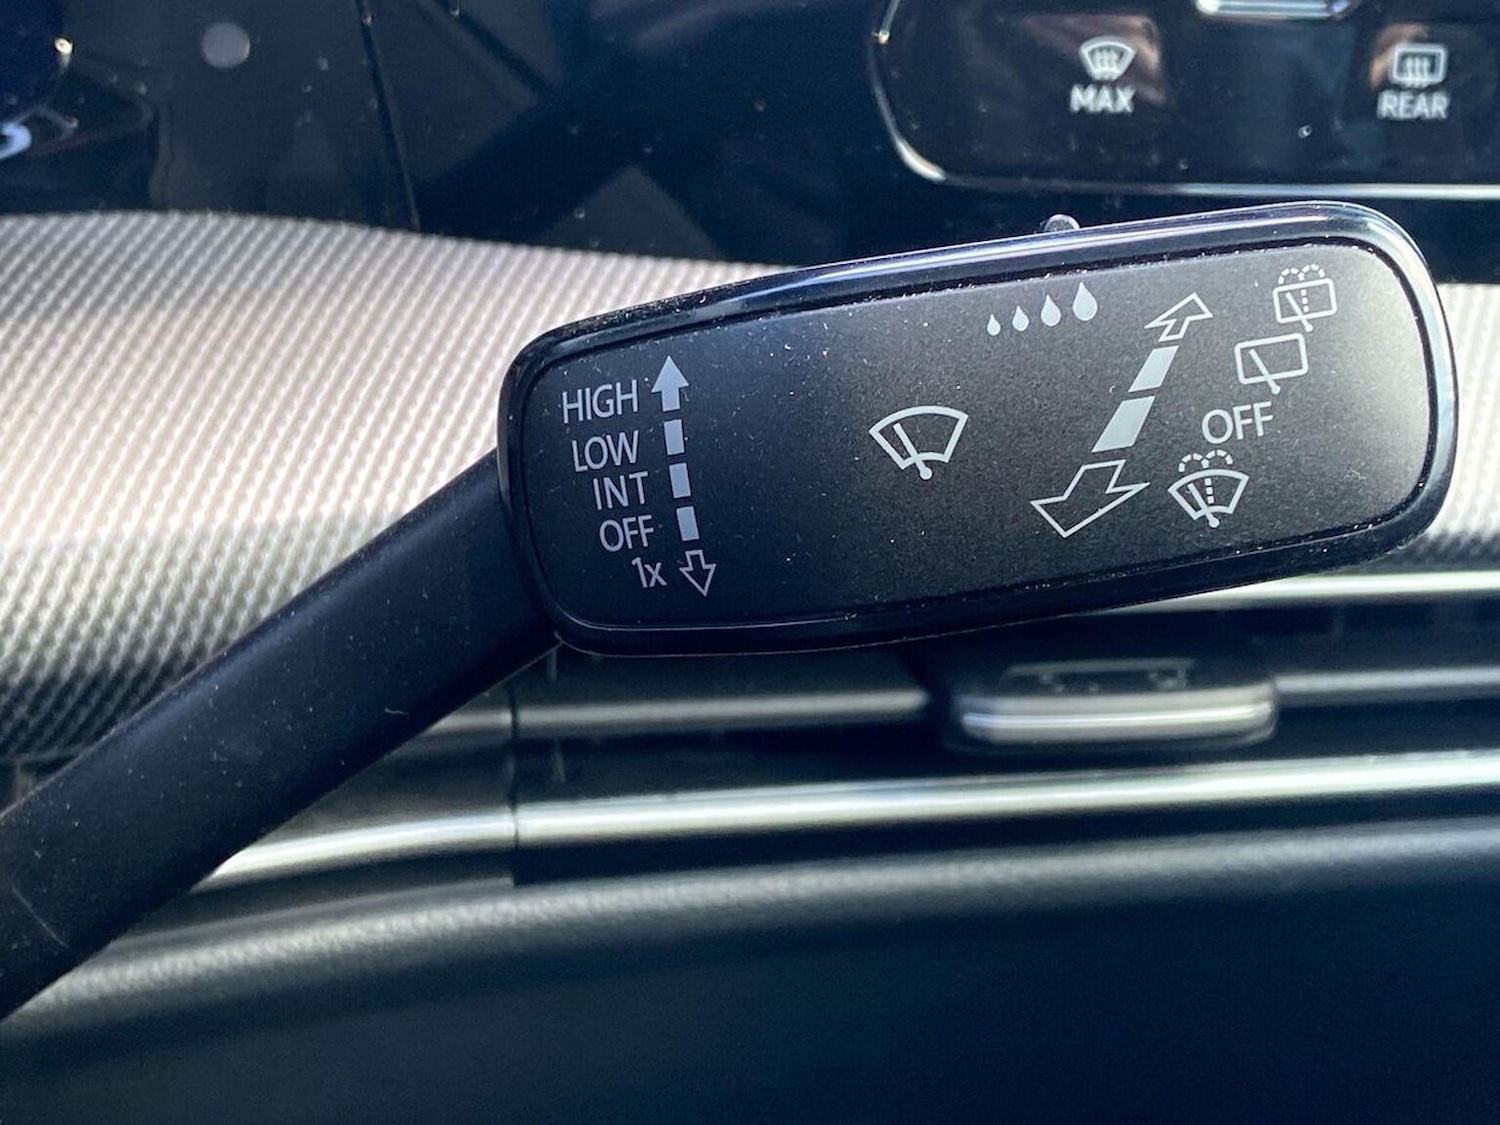 MAX
REAR
HIGH
LOW
INT
OFF
1x
OFF